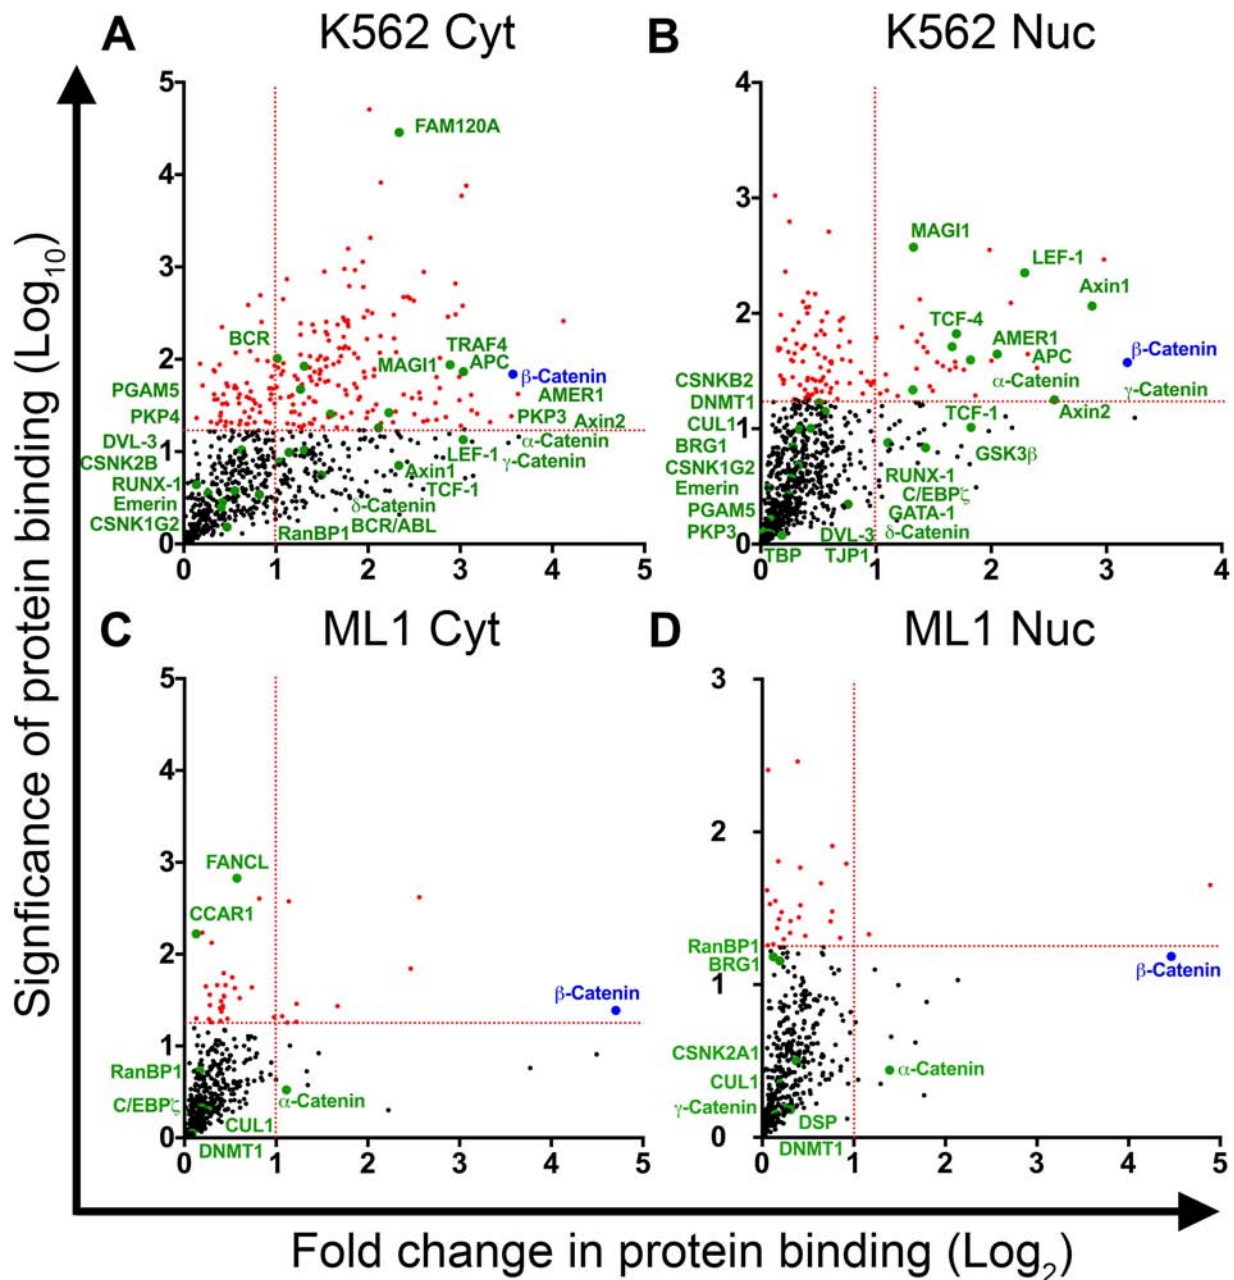 A
K562 Cyt
B
K562 Nuc
Signficance of protein binding (Log10)
5
4
3
2
1
0
FAM120A
BCR
TRAF4
MAGI1
APC
β-Catenin
PGAM5
AMER1
PKP4
PKP3
Axin2
DVL-3
α-Catenin
CSNK2B
LEF-1
γ-Catenin
Axin1
RUNX-1
TCF-1
Emerin
δ-Catenin
CSNK1G2
BCR/ABL
RanBP1
0 1 2 3 4 5
4
3
2
1
0
MAGI1
LEF-1
Axin1
TCF-4
AMER1
β-Catenin
APC
CSNKB2
α-Catenin
γ-Catenin
DNMT1
TCF-1
Axin2
CUL1
BRG1
GSK3β
CSNK1G2
RUNX-1
Emerin
C/EBPζ
PGAM5
GATA-1
PKP3
DVL-3
δ-Catenin
TBP
TJP1
0 1 2 3 4
C
ML1 Cyt
D
ML1 Nuc
5
4
3
2
1
0
FANCL
CCAR1
β-Catenin
RanBP1
α-Catenin
C/EBPζ
CUL1
DNMT1
0 1 2 3 4 5
3
2
1
0
RanBP1
BRG1
β-Catenin
CSNK2A1
α-Catenin
CUL1
γ-Catenin
DSP
DNMT1
0 1 2 3 4 5
Fold change in protein binding (Log2)